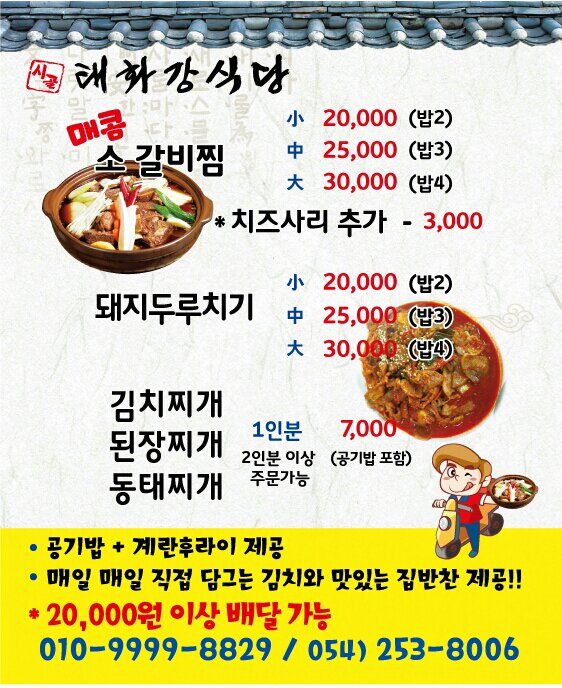 시골 태화강식당
매콤
소 갈비찜
小 20,000 (밥2)
中 25,000 (밥3)
大 30,000 (밥4)
* 치즈사리 추가 - 3,000
돼지두루치기
小 20,000 (밥2)
中 25,000 (밥3)
大 30,000 (밥4)
김치찌개
된장찌개
동태찌개
1인분 7,000
2인분 이상 (공기밥 포함)
주문가능
• 공기밥 + 계란후라이 제공
• 매일 매일 직접 담그는 김치와 맛있는 집반찬 제공!!
* 20,000원 이상 배달 가능
010-9999-8829 / 054) 253-8006